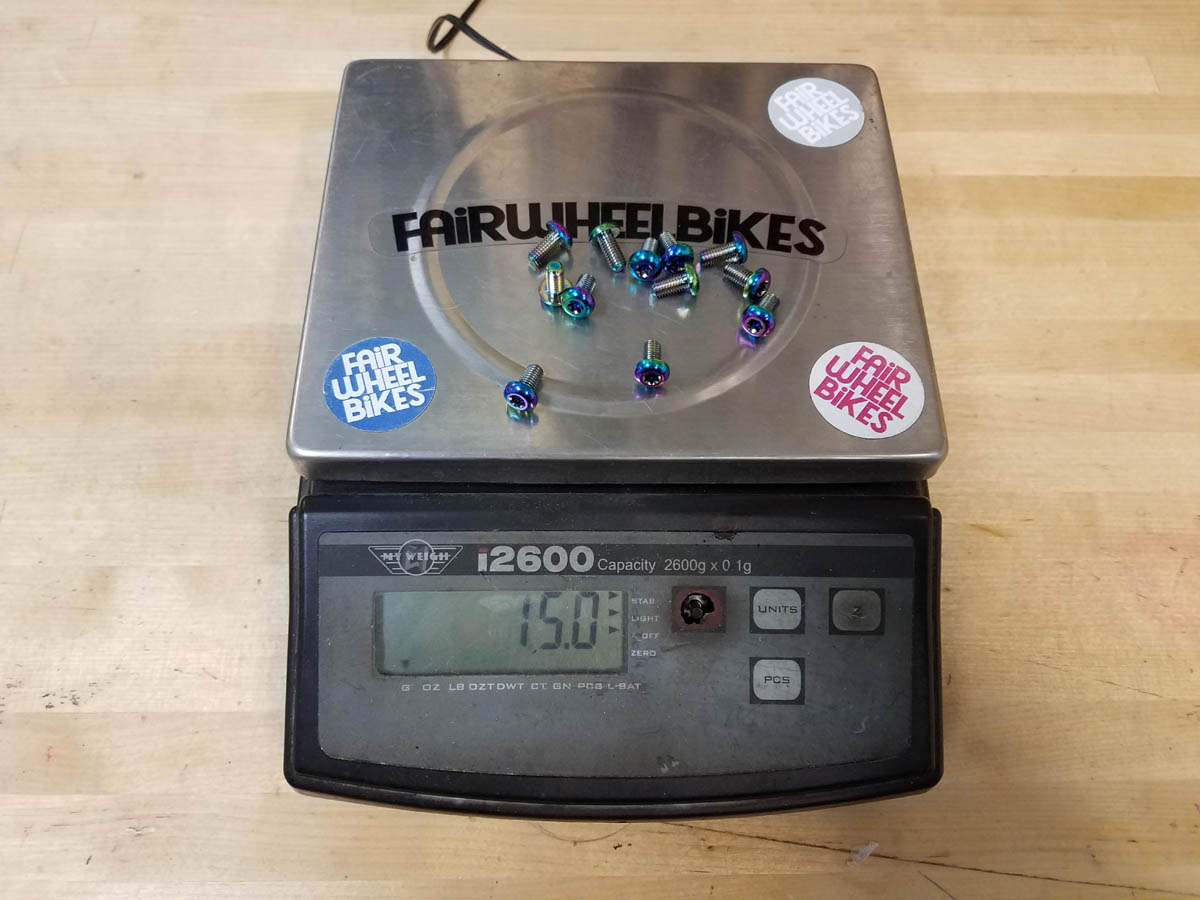 FAIR
WHEEL
BIKES
FAIRWHEELBIKES
FAIR
WHEEL
BIKES
FAIR
WHEEL
BIKES
MY WEIGH
i2600 Capacity 2600g x 0.1g
15.0
STAB
LIGHT
OFF
ZERO
UNITS
Z
PCS
G OZ LB OZT DWT CT GN PCS L-BAT